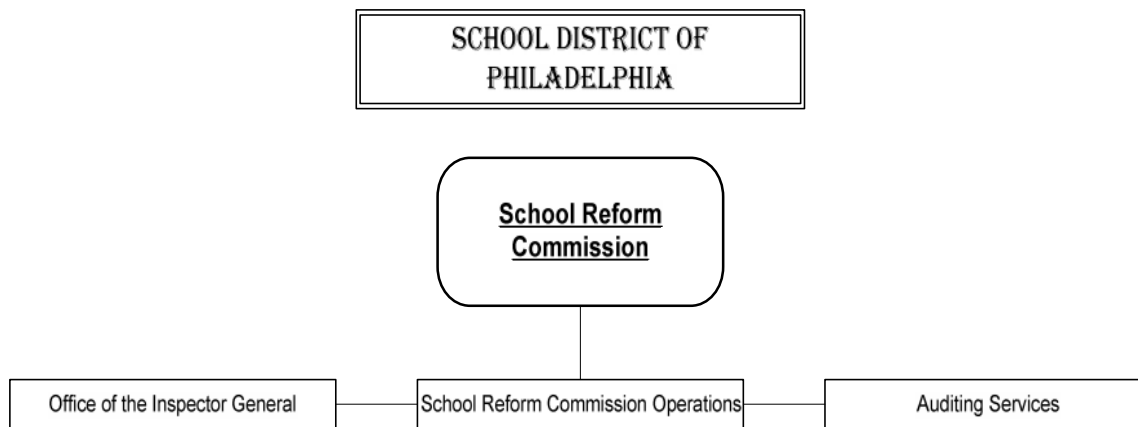 SCHOOL DISTRICT OF
PHILADELPHIA
School Reform
Commission
Office of the Inspector General
School Reform Commission Operations
Auditing Services